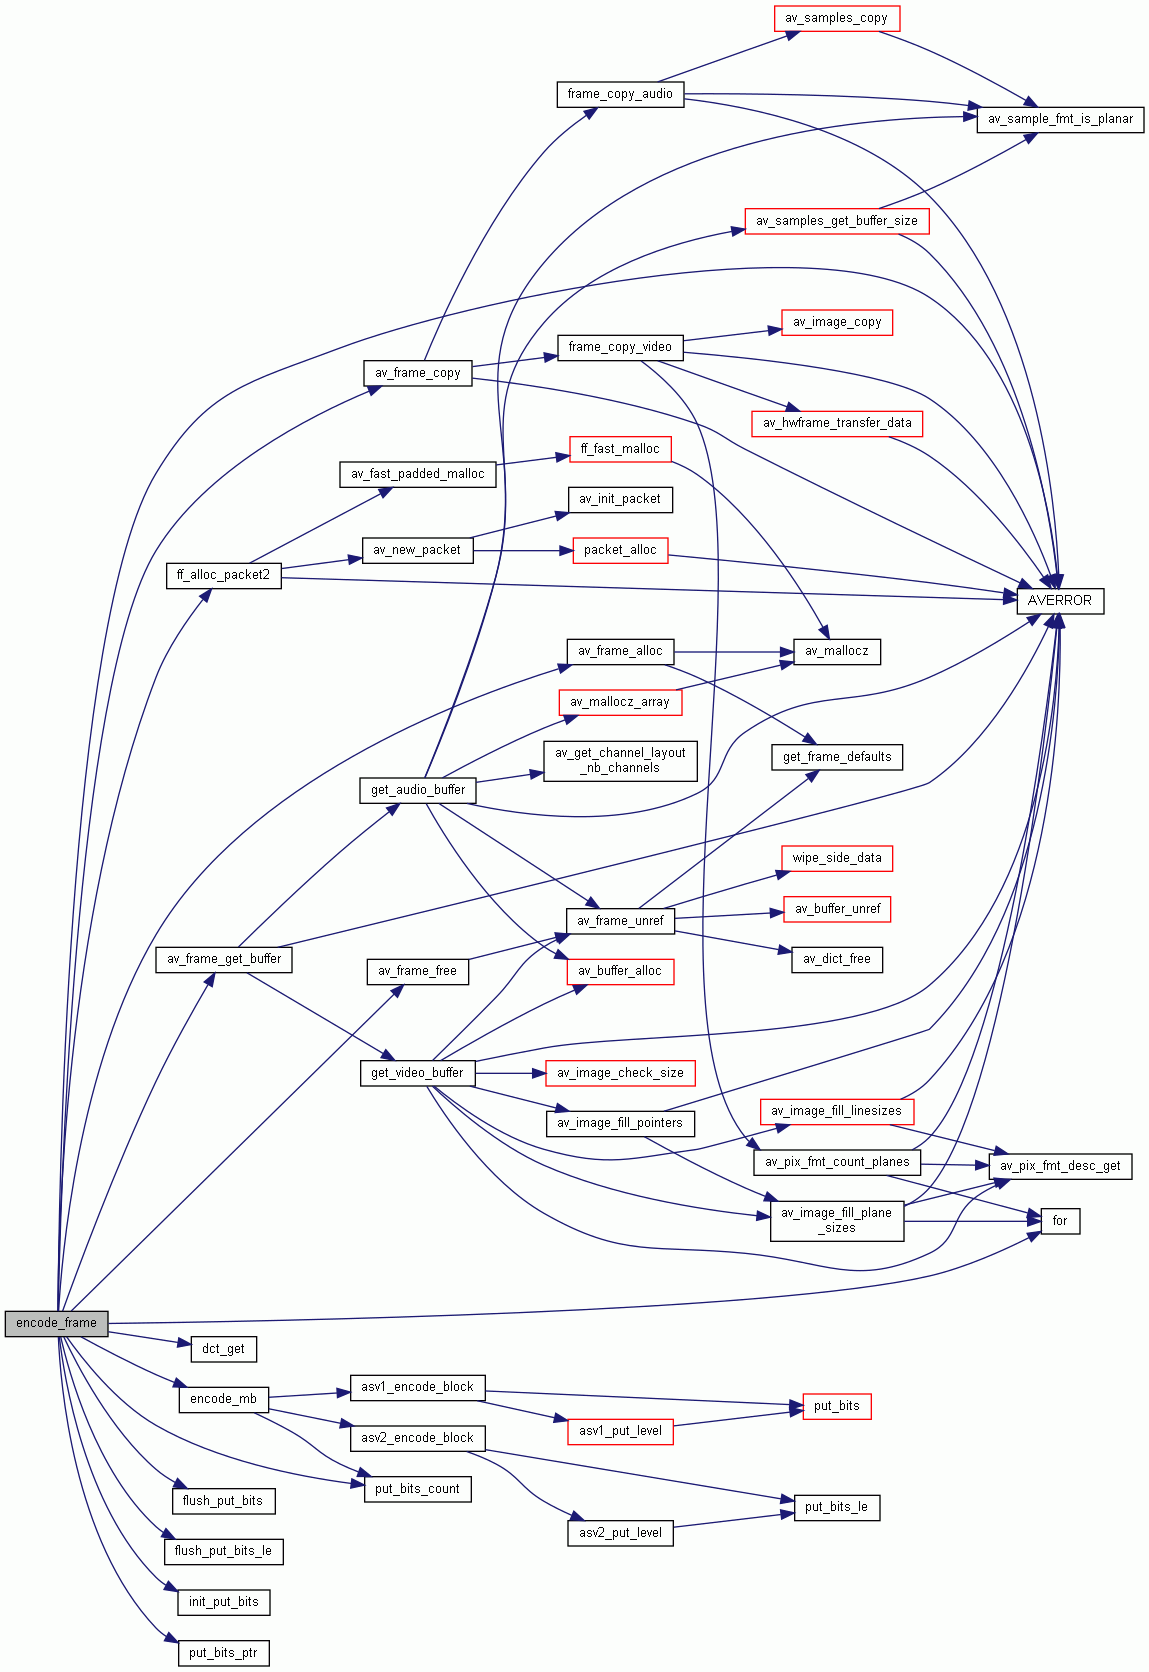 av_samples_copy
frame_copy_audio
av_sample_fmt_is_planar
av_samples_get_buffer_size
av_image_copy
frame_copy_video
av_frame_copy
av_hwframe_transfer_data
ff_fast_malloc
av_fast_padded_malloc
av_init_packet
av_new_packet
packet_alloc
ff_alloc_packet2
AVERROR
av_frame_alloc
av_mallocz
av_mallocz_array
av_get_channel_layout
_nb_channels
get_frame_defaults
get_audio_buffer
wipe_side_data
av_buffer_unref
av_frame_unref
av_frame_get_buffer
av_frame_free
av_buffer_alloc
av_dict_free
get_video_buffer
av_image_check_size
av_image_fill_linesizes
av_image_fill_pointers
av_pix_fmt_count_planes
av_pix_fmt_desc_get
av_image_fill_plane
_sizes
for
encode_frame
dct_get
asv1_encode_block
encode_mb
put_bits
asv1_put_level
asv2_encode_block
put_bits_count
flush_put_bits
put_bits_le
asv2_put_level
flush_put_bits_le
init_put_bits
put_bits_ptr